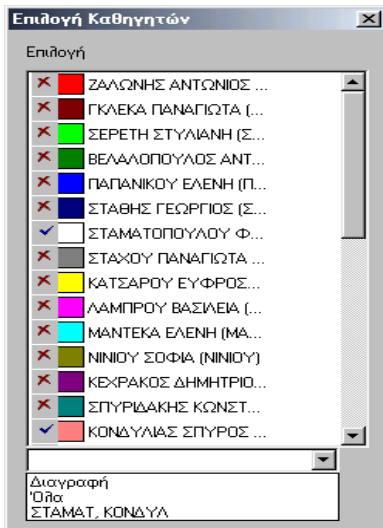 Επιλογή Καθηγητών
Επιλογή
ΖΑΛΩΝΗΣ ΑΝΤΩΝΙΟΣ ...
ΓΚΛΕΚΑ ΠΑΝΑΓΙΩΤΑ (...
ΣΕΡΕΤΗ ΣΤΥΛΙΑΝΗ (Σ...
ΒΕΛΑΛΟΠΟΥΛΟΣ ΑΝΤ...
ΠΑΠΑΝΙΚΟΥ ΕΛΕΝΗ (Π...
ΣΤΑΘΗΣ ΓΕΩΡΓΙΟΣ (Σ...
ΣΤΑΜΑΤΟΠΟΥΛΟΥ Φ...
ΣΤΑΧΟΥ ΠΑΝΑΓΙΩΤΑ ...
ΚΑΤΣΑΡΟΥ ΕΥΦΡΟΣ...
ΛΑΜΠΡΟΥ ΒΑΣΙΛΕΙΑ (...
ΜΑΝΤΕΚΑ ΕΛΕΝΗ (ΜΑ...
ΝΙΝΙΟΥ ΣΟΦΙΑ (ΝΙΝΙΟΥ)
ΚΕΧΡΑΚΟΣ ΔΗΜΗΤΡΙΟ...
ΣΠΥΡΙΔΑΚΗΣ ΚΩΝΣΤ...
ΚΟΝΔΥΛΙΑΣ ΣΠΥΡΟΣ ...
Διαγραφή
Όλα
ΣΤΑΜΑΤ, ΚΟΝΔΥΛ